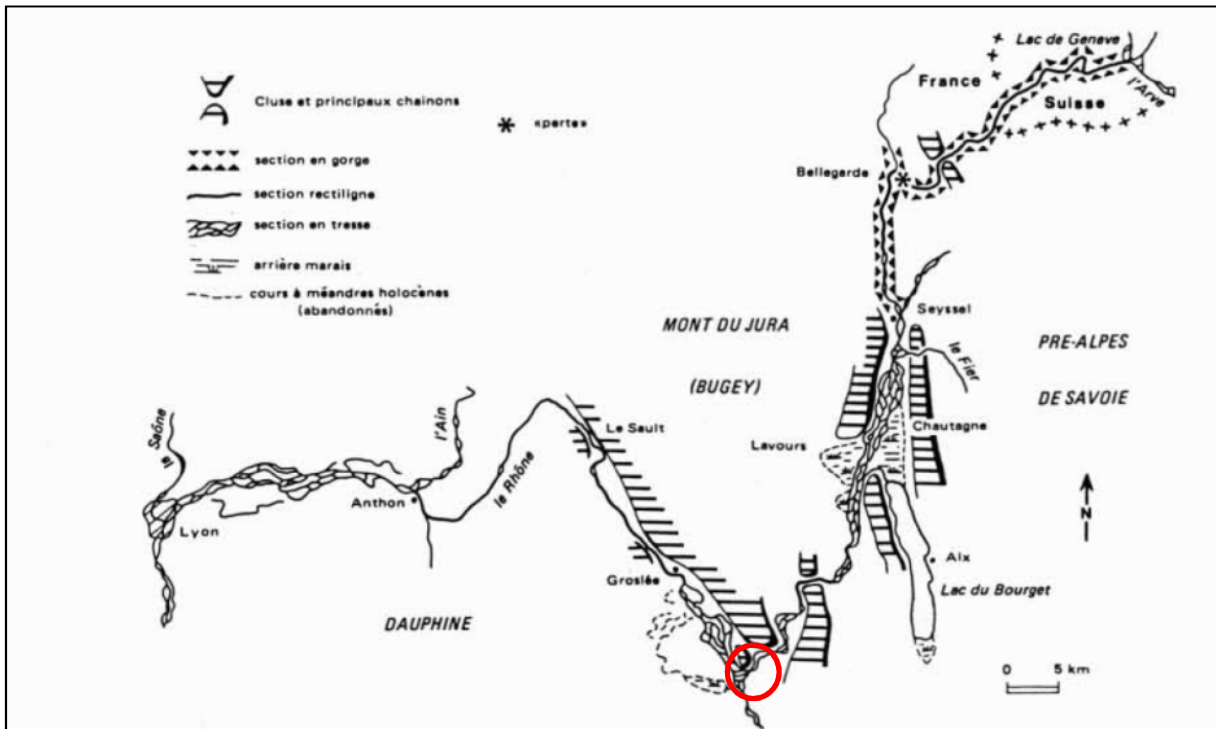 Cluse et principaux chainons
«perte»
section en gorge
section rectiligne
section en tresse
arrière marais
cours à méandres holocènes
(abandonnés)
Lac de Geneve
France
l'Arve
Suisse
Bellegarde
Seyssel
MONT DU JURA
(BUGEY)
le Fier
PRE-ALPES
DE SAVOIE
la Saône
l'Ain
Le Sault
Lavours
Chautagne
le Rhône
Anthon
Lyon
N
Aix
Groslée
Lac du Bourget
DAUPHINE
0 5 km